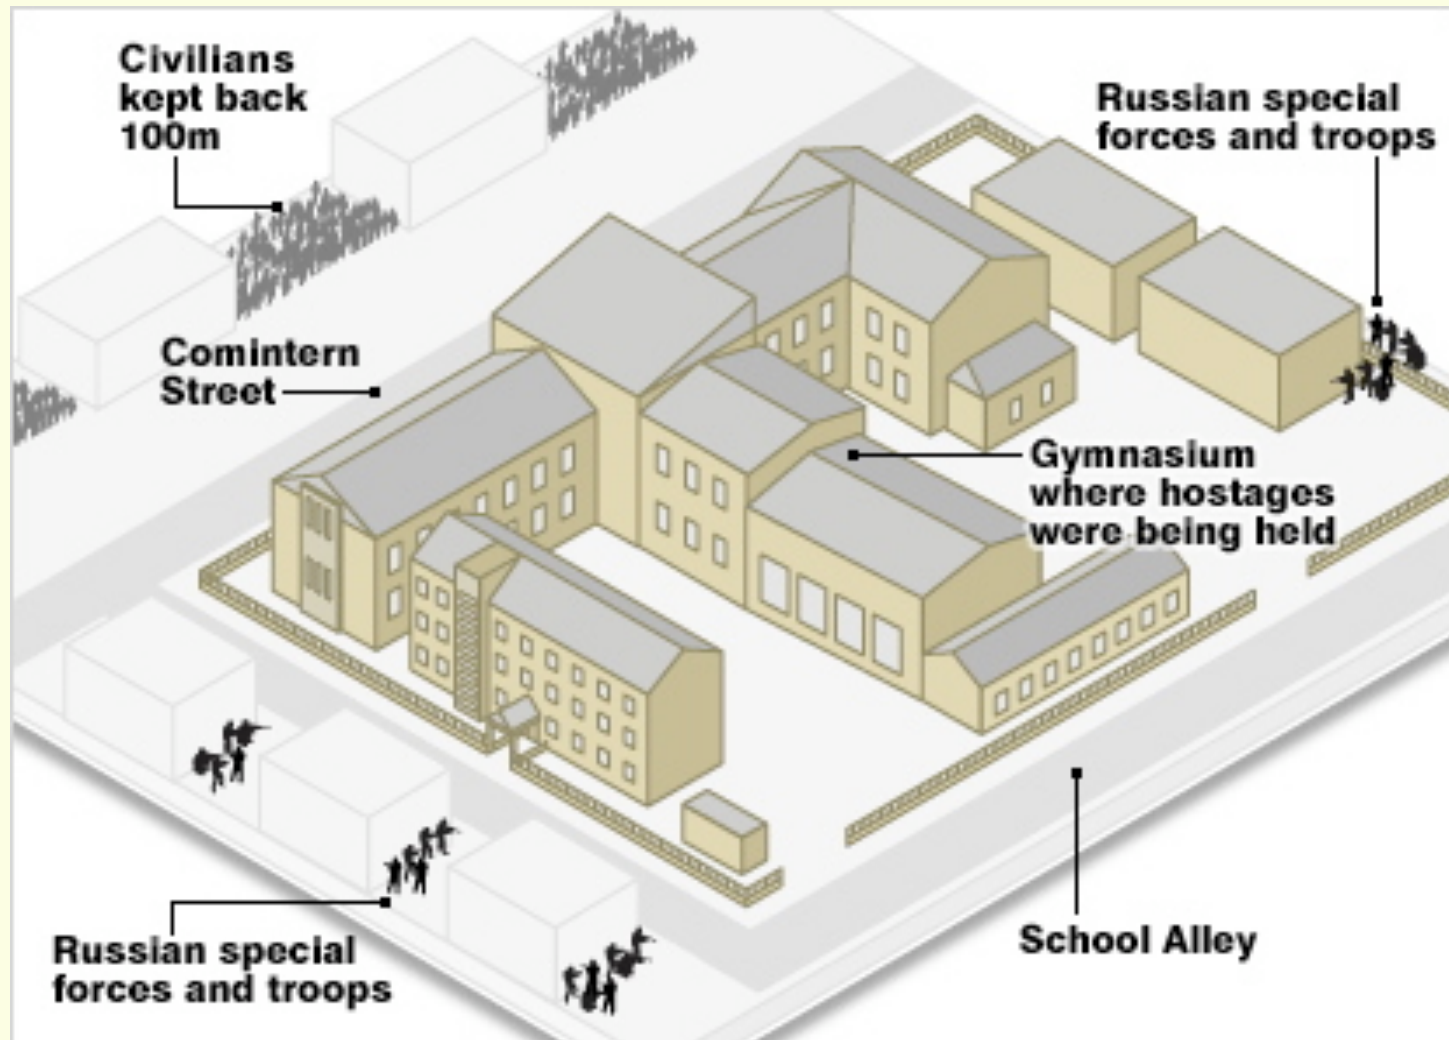 Civilians
kept back
100m
Russian special
forces and troops
Comintern
Street
Gymnasium
where hostages
were being held
Russian special
forces and troops
School Alley